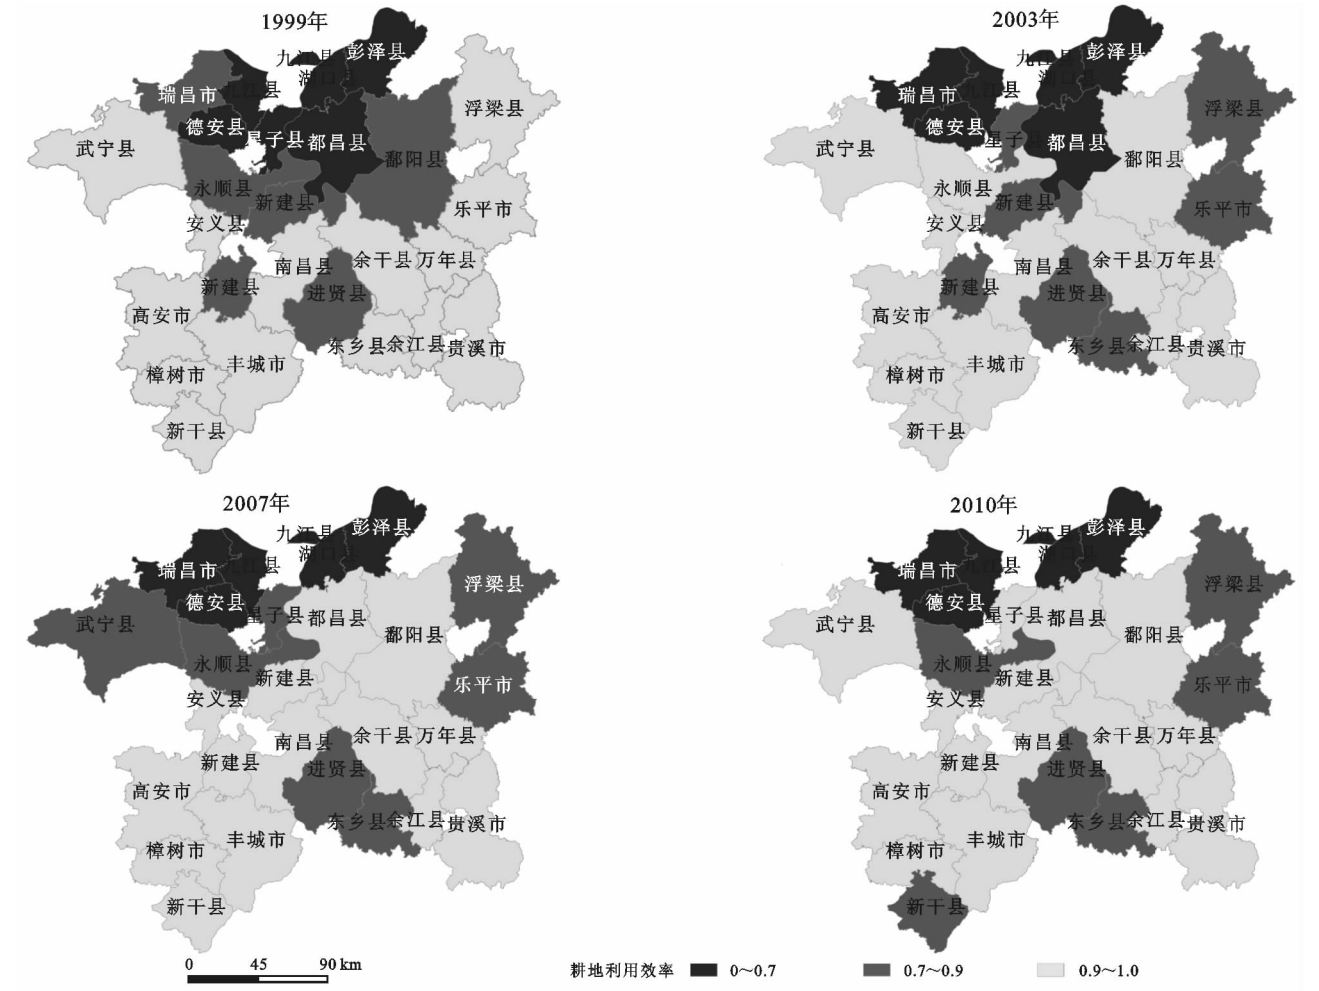 1999年
九江县
彭泽县
湖口县
九江县
瑞昌市
浮梁县
德安县
星子县
都昌县
武宁县
鄱阳县
永顺县
新建县
乐平市
安义县
南昌县
余干县
万年县
新建县
进贤县
高安市
东乡县
余江县
贵溪市
丰城市
樟树市
新干县
2003年
九江县
彭泽县
湖口
九江县
瑞昌市
浮梁县
德安县
星子县
都昌县
武宁县
鄱阳县
永顺县
新建县
乐平市
安义县
南昌县
余干县
万年县
新建县
进贤县
高安市
东乡县
余江县
贵溪市
丰城市
樟树市
新干县
2007年
九江县
彭泽县
湖口
九江县
瑞昌市
浮梁县
德安县
星子县
都昌县
武宁县
鄱阳县
永顺县
新建县
乐平市
安义县
南昌县
余干县
万年县
新建县
进贤县
高安市
东乡县
余江县
贵溪市
丰城市
樟树市
新干县
2010年
九江县
彭泽县
湖口
九江县
瑞昌市
浮梁县
德安县
星子县
都昌县
武宁县
鄱阳县
永顺县
新建县
乐平市
安义县
南昌县
余干县
万年县
新建县
进贤县
高安市
东乡县
余江县
贵溪市
丰城市
樟树市
新干县
0 45 90 km
耕地利用效率 0～0.7 0.7～0.9 0.9～1.0